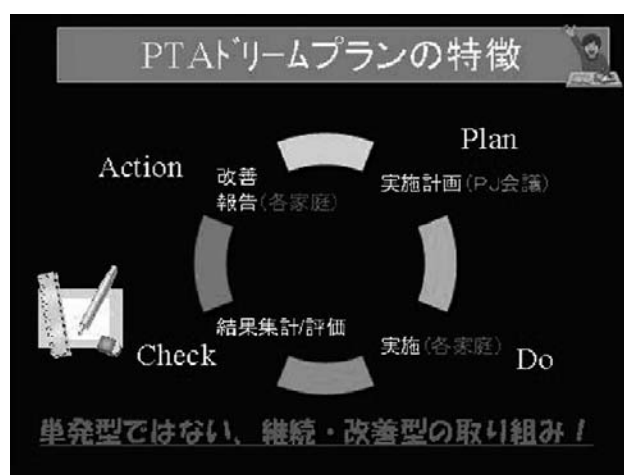 PTAﾄﾞﾘームプランの特徴
Plan
Action
改善
報告(各家庭)
実施計画(PJ会議)
結果集計/評価
実施(各家庭)
Check
Do
単発型ではない、継続・改善型の取り組み！